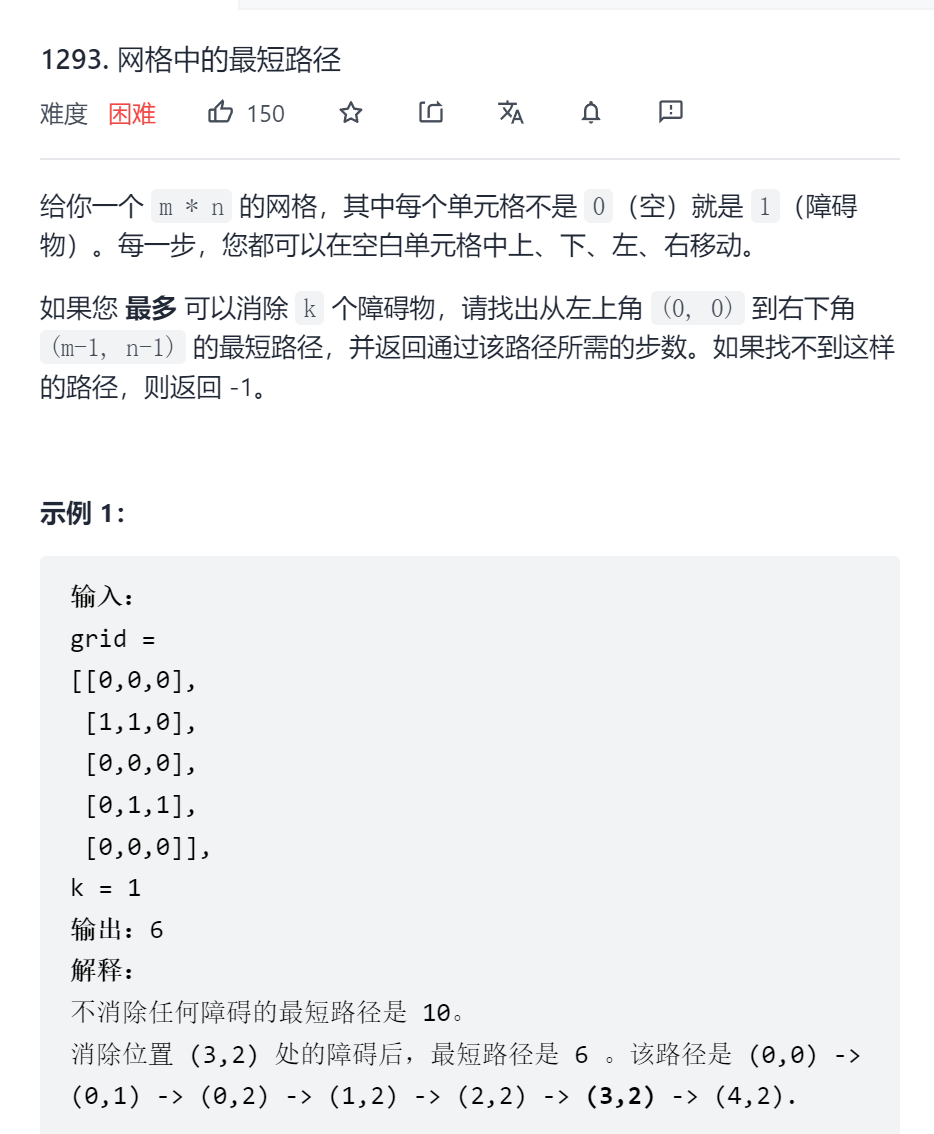 1293. 网格中的最短路径
难度 困难 150
给你一个 m * n 的网格，其中每个单元格不是 0（空）就是 1（障碍
物）。每一步，您都可以在空白单元格中上、下、左、右移动。
如果您 最多 可以消除 k 个障碍物，请找出从左上角 (0, 0) 到右下角
(m-1, n-1) 的最短路径，并返回通过该路径所需的步数。如果找不到这样
的路径，则返回 -1。
示例 1：
输入：
grid =
[[0,0,0],
 [1,1,0],
 [0,0,0],
 [0,1,1],
 [0,0,0]],
k = 1
输出：6
解释：
不消除任何障碍的最短路径是 10。
消除位置 (3,2) 处的障碍后，最短路径是 6 。该路径是 (0,0) ->
(0,1) -> (0,2) -> (1,2) -> (2,2) -> (3,2) -> (4,2).